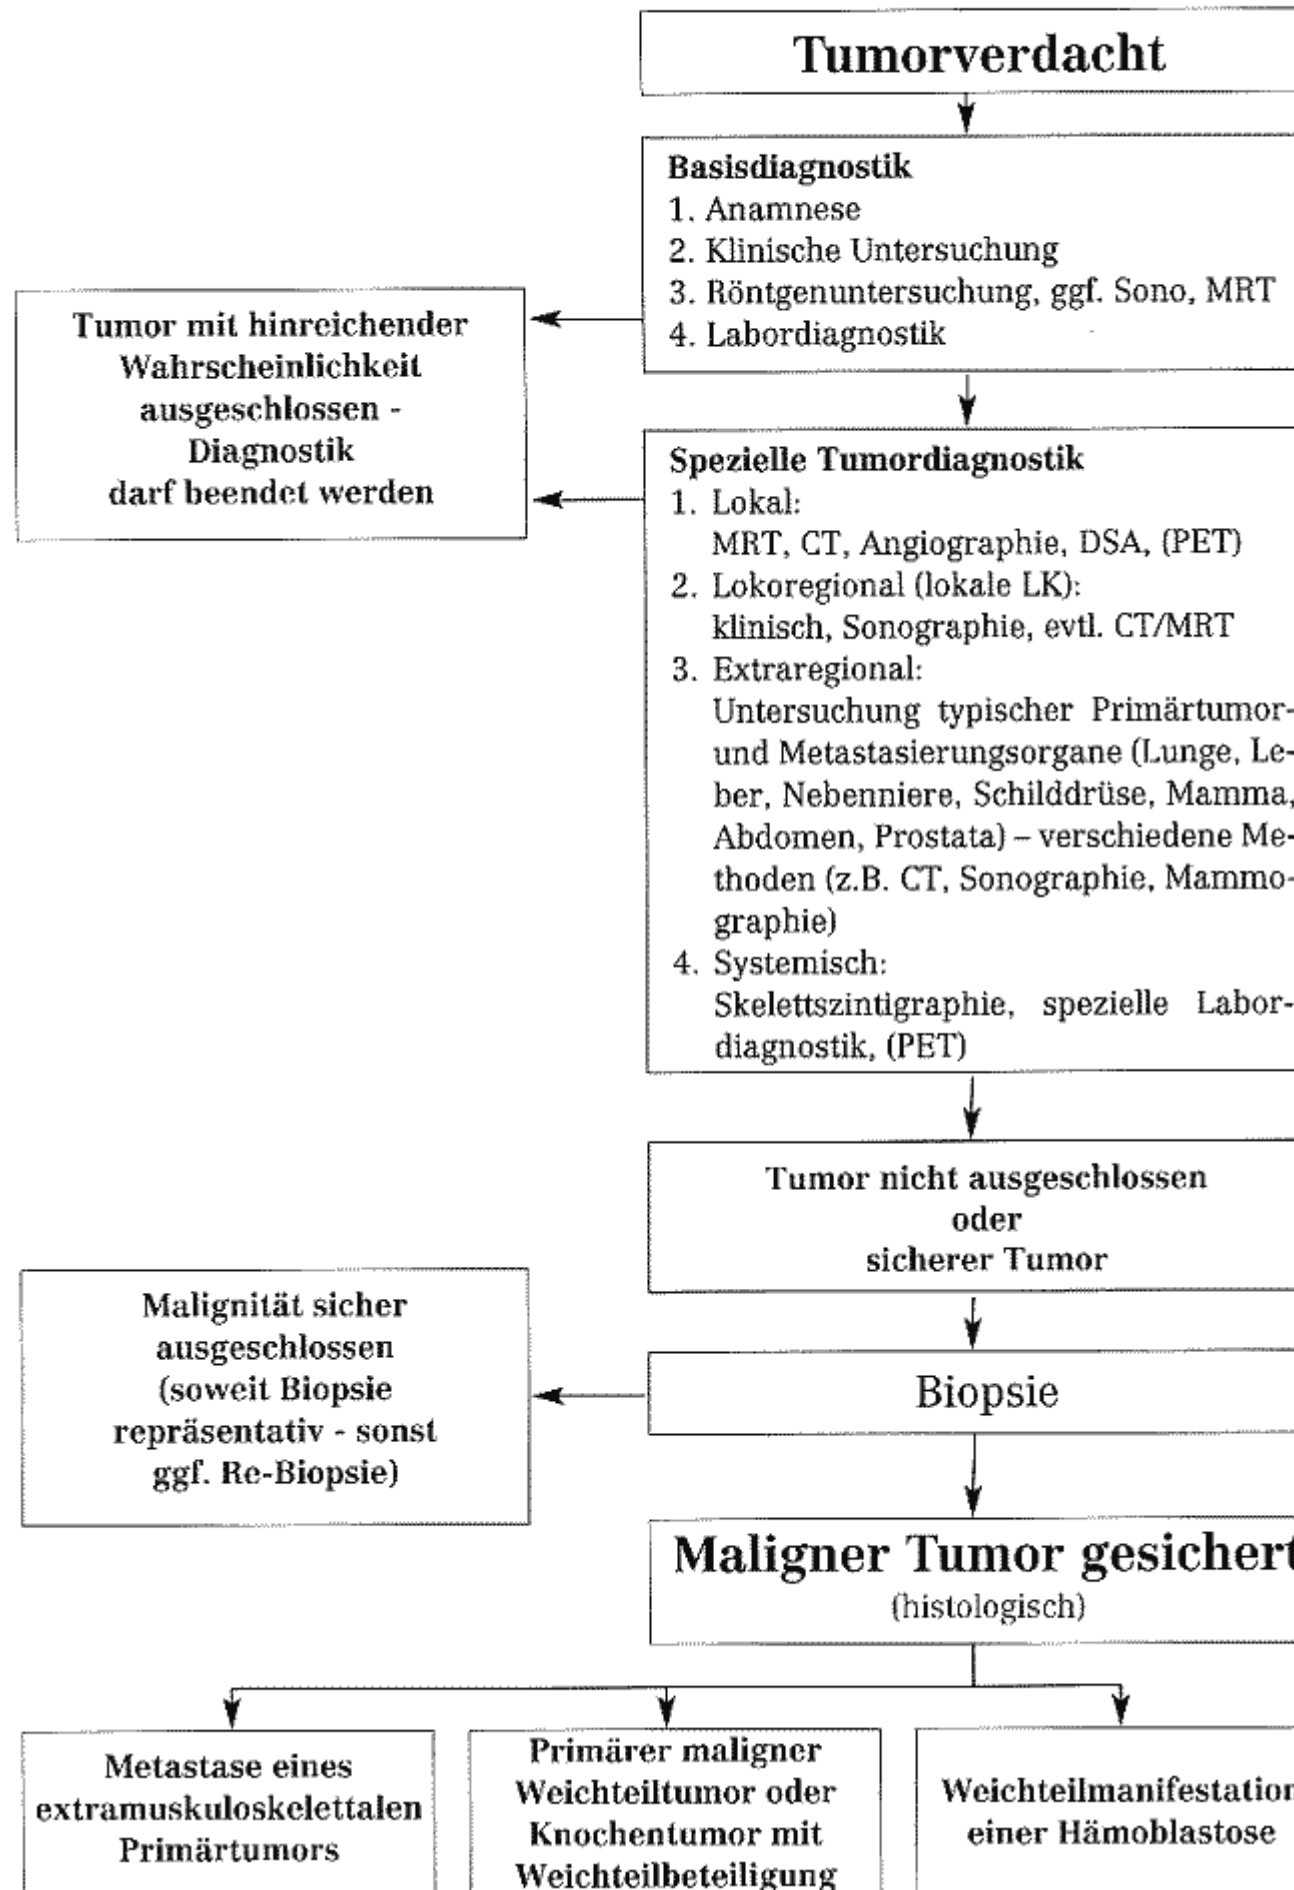 Tumorverdacht
Basisdiagnostik
1. Anamnese
2. Klinische Untersuchung
3. Röntgenuntersuchung, ggf. Sono, MRT
4. Labordiagnostik
Tumor mit hinreichender
Wahrscheinlichkeit
ausgeschlossen -
Diagnostik
darf beendet werden
Spezielle Tumordiagnostik
1. Lokal:
MRT, CT, Angiographie, DSA, (PET)
2. Lokoregional (lokale LK):
klinisch, Sonographie, evtl. CT/MRT
3. Extraregional:
Untersuchung typischer Primärtumor-
und Metastasierungsorgane (Lunge, Le-
ber, Nebenniere, Schilddrüse, Mamma,
Abdomen, Prostata) – verschiedene Me-
thoden (z.B. CT, Sonographie, Mammo-
graphie)
4. Systemisch:
Skelettszintigraphie, spezielle Labor-
diagnostik, (PET)
Tumor nicht ausgeschlossen
oder
sicherer Tumor
Malignität sicher
ausgeschlossen
(soweit Biopsie
repräsentativ - sonst
ggf. Re-Biopsie)
Biopsie
Maligner Tumor gesichert
(histologisch)
Metastase eines
extramuskuloskelettalen
Primärtumors
Primärer maligner
Weichteiltumor oder
Knochentumor mit
Weichteilbeteiligung
Weichteilmanifestation
einer Hämoblastose